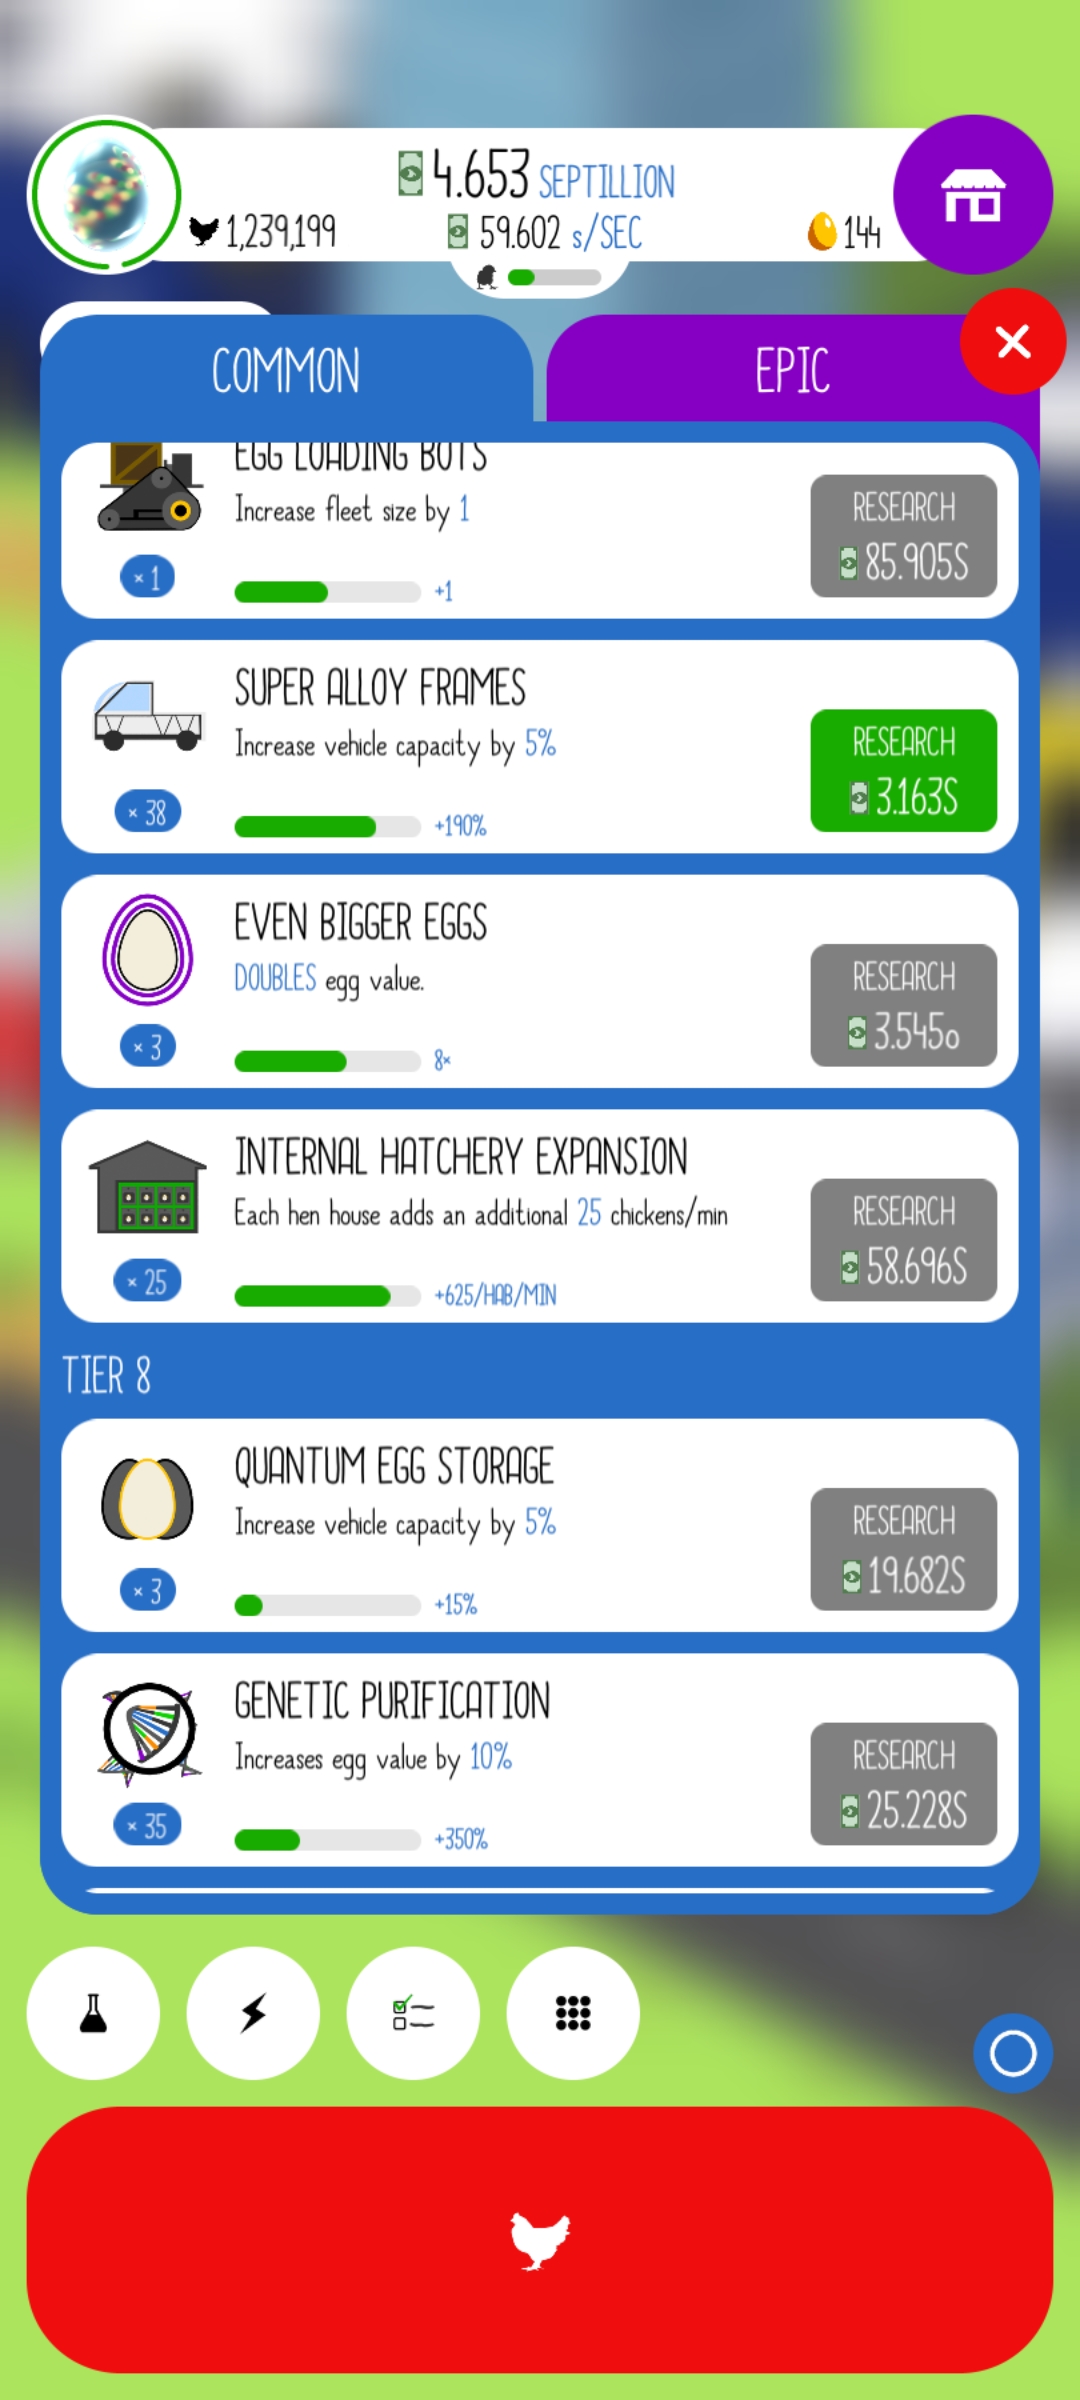 4.653 SEPTILLION
1,239,199
59.602 s/SEC
144
COMMON
EPIC
EGG LOADING BOTS
Increase fleet size by 1
× 1
+1
RESEARCH
85.905S
SUPER ALLOY FRAMES
Increase vehicle capacity by 5%
× 38
+190%
RESEARCH
3.163S
EVEN BIGGER EGGS
DOUBLES egg value.
× 3
8×
RESEARCH
3.545o
INTERNAL HATCHERY EXPANSION
Each hen house adds an additional 25 chickens/min
× 25
+625/HAB/MIN
RESEARCH
58.696S
TIER 8
QUANTUM EGG STORAGE
Increase vehicle capacity by 5%
× 3
+15%
RESEARCH
19.682S
GENETIC PURIFICATION
Increases egg value by 10%
× 35
+350%
RESEARCH
25.228S